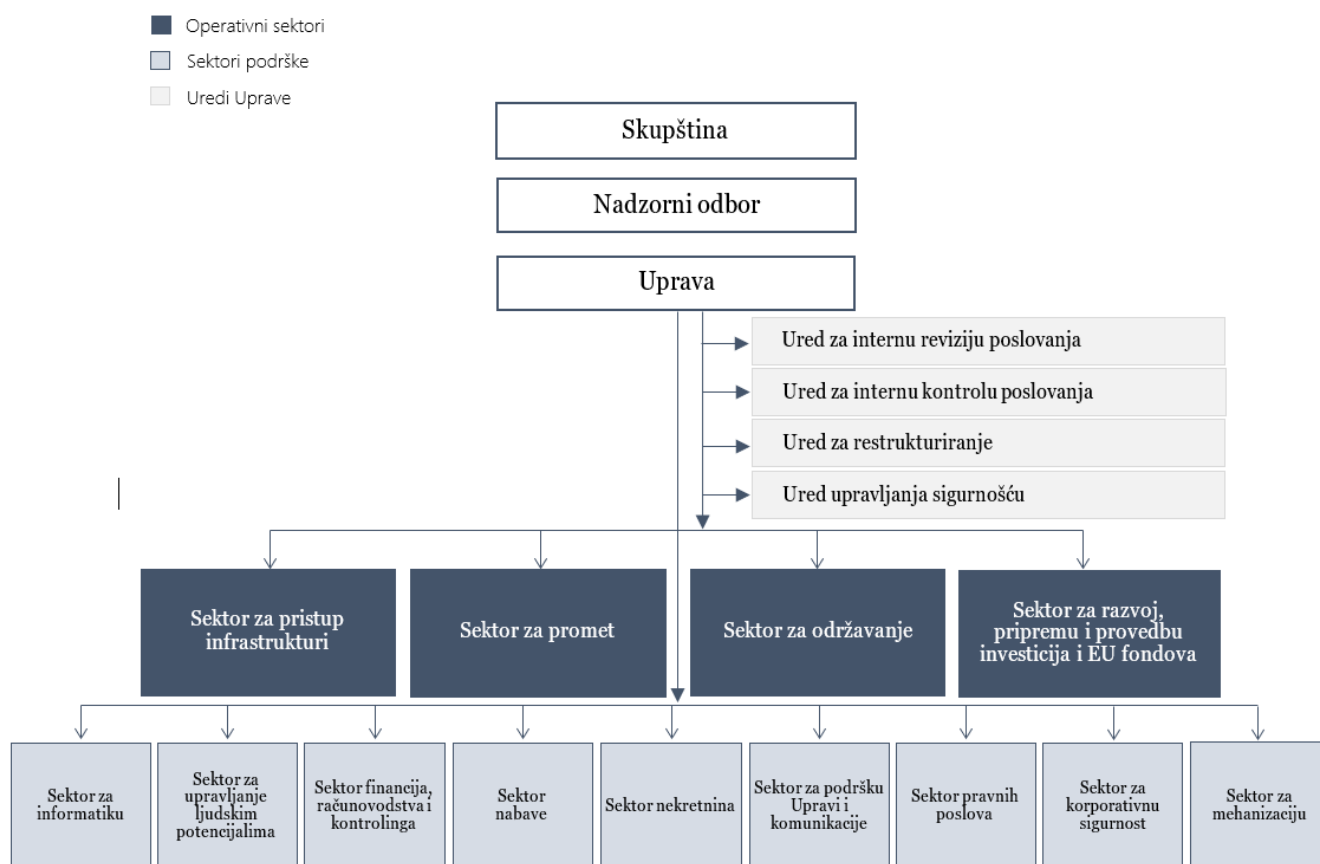 Operativni sektori
Sektori podrške
Uredi Uprave
Skupština
Nadzorni odbor
Uprava
Ured za internu reviziju poslovanja
Ured za internu kontrolu poslovanja
Ured za restrukturiranje
Ured upravljanja sigurnošću
Sektor za pristup
infrastrukturi
Sektor za promet
Sektor za održavanje
Sektor za razvoj,
pripremu i provedbu
investicija i EU fondova
Sektor za
informatiku
Sektor za
upravljanje
ljudskim
potencijalima
Sektor financija,
računovodstva i
kontrolinga
Sektor
nabave
Sektor nekretnina
Sektor za podršku
Upravi i
komunikacije
Sektor pravnih
poslova
Sektor za
korporativnu
sigurnost
Sektor za
mehanizaciju